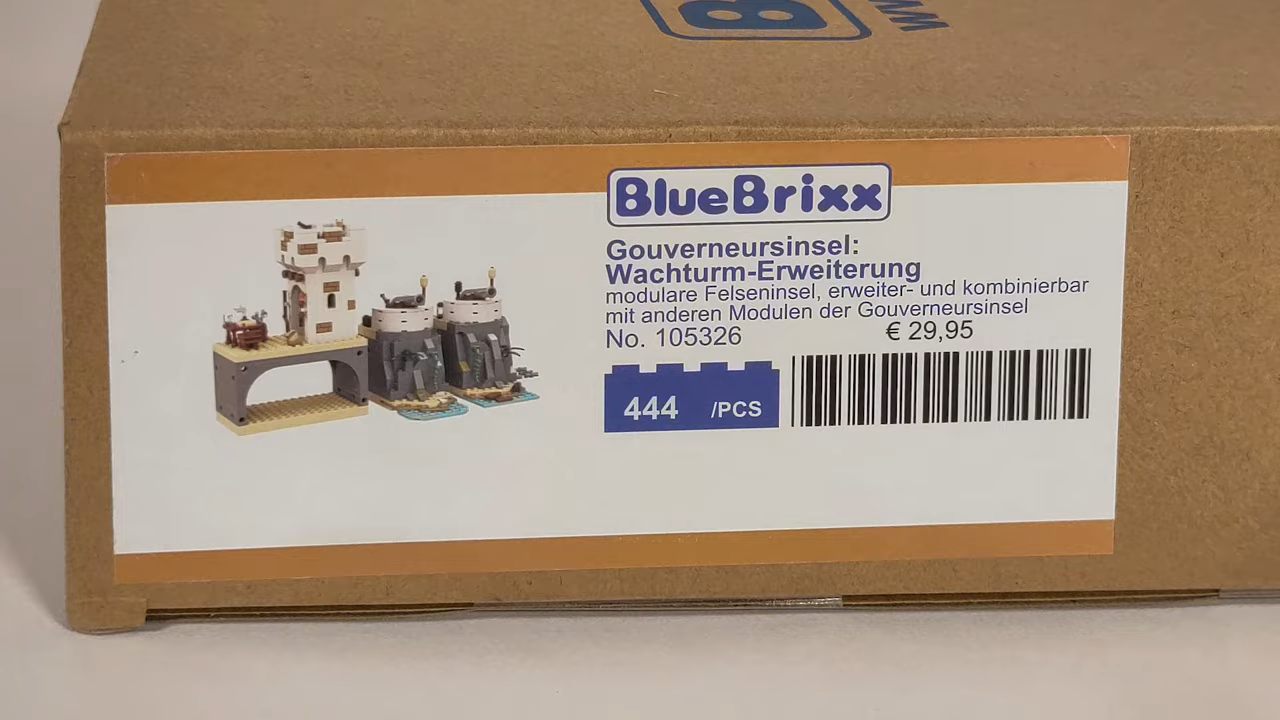 BlueBrixx
Gouverneursinsel:
Wachturm-Erweiterung
modulare Felseninsel, erweiter- und kombinierbar
mit anderen Modulen der Gouverneursinsel
No. 105326 € 29,95
444 /PCS